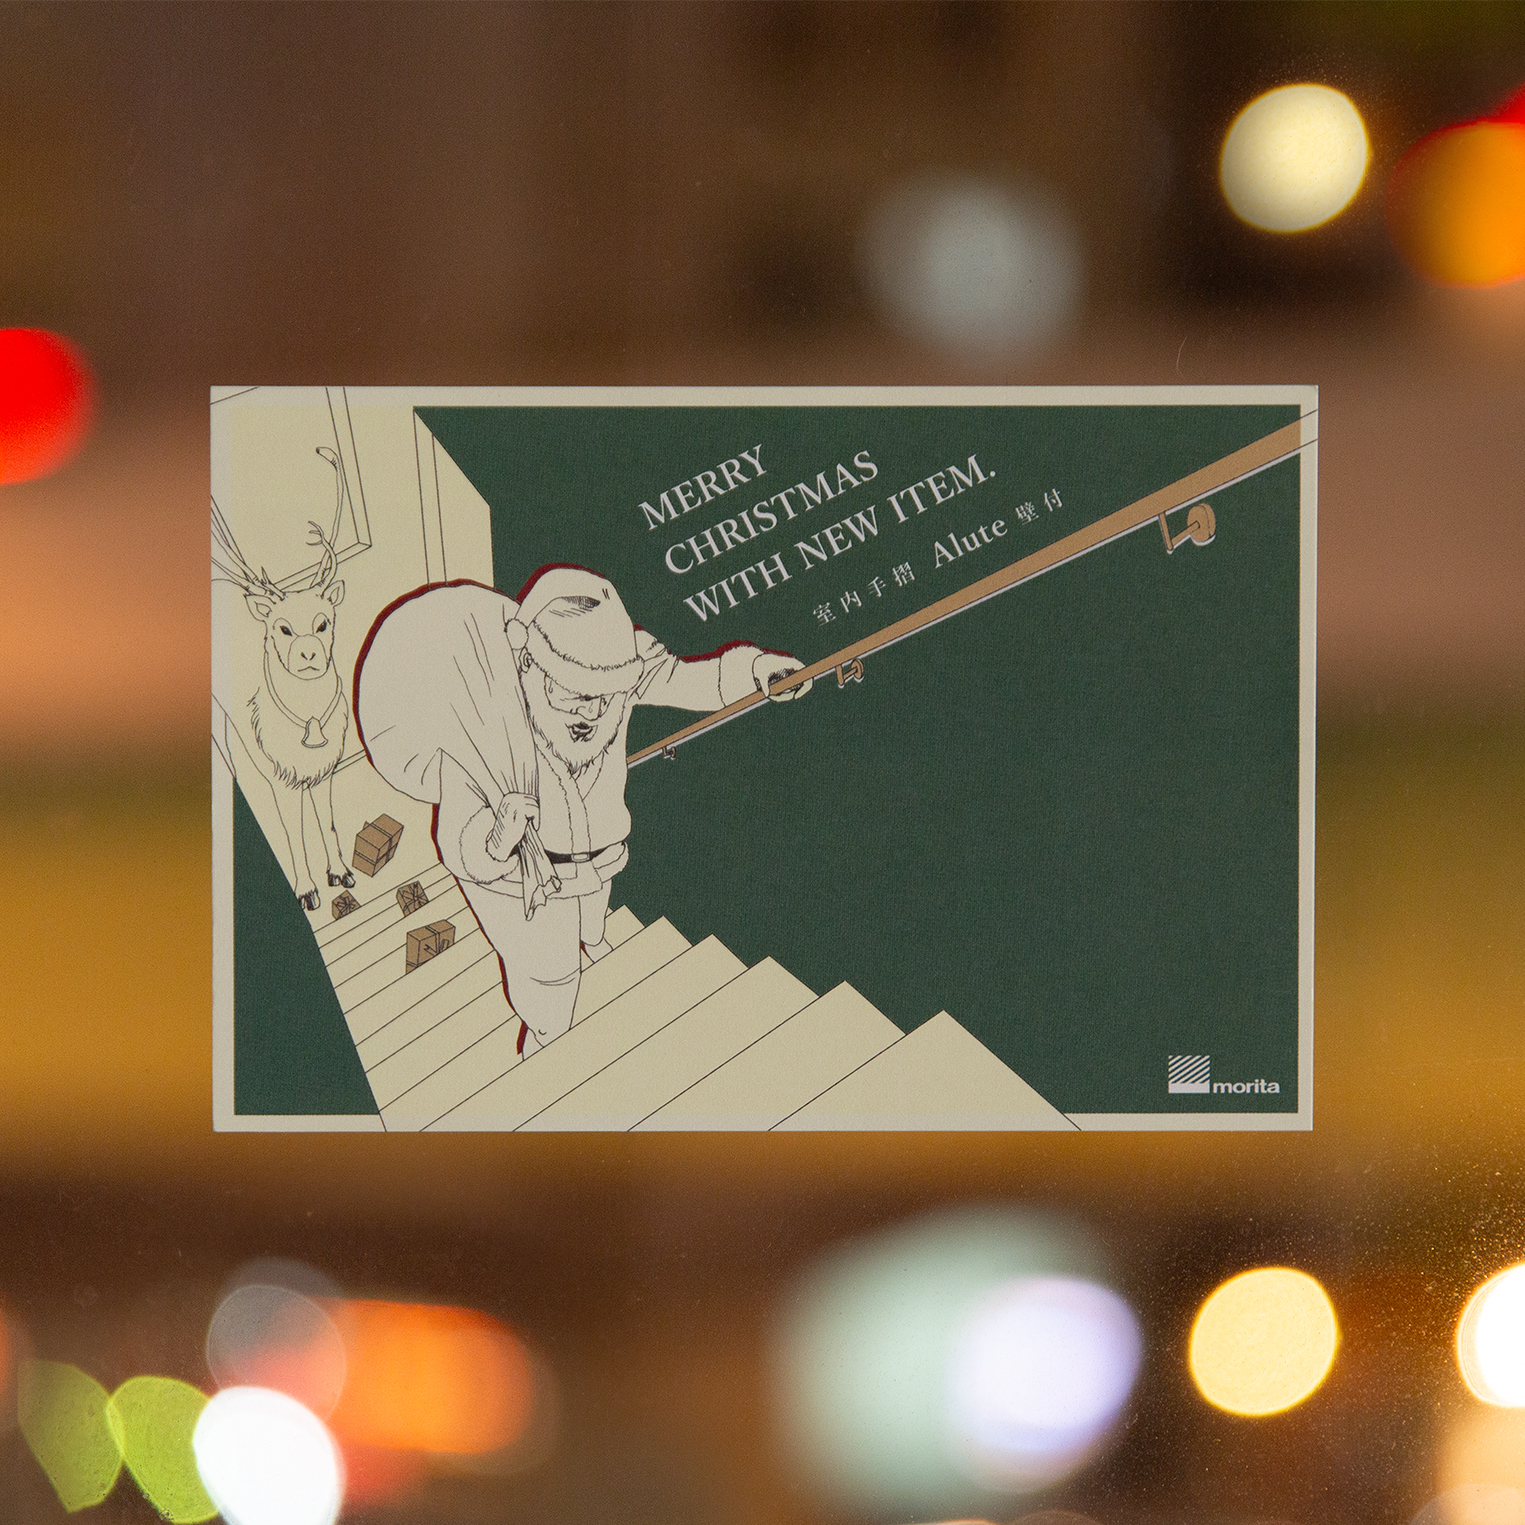 MERRY
CHRISTMAS
WITH NEW ITEM.
室内手摺 Alute 壁付
morita